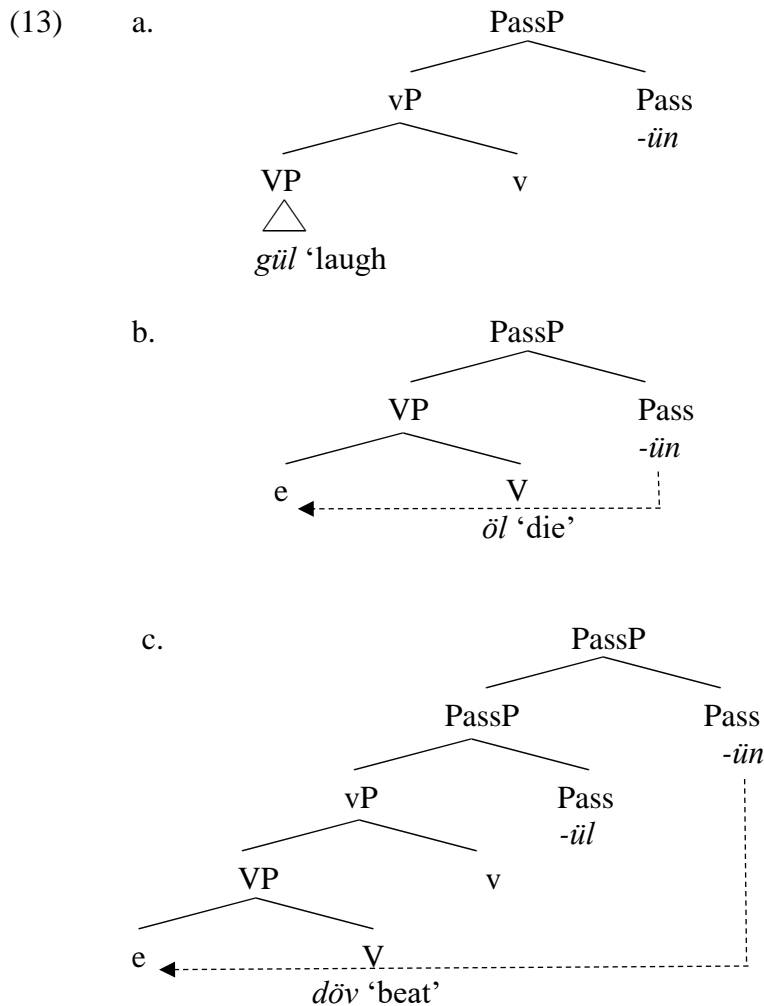 (13) a. PassP
vP Pass
-ün
VP v
gül ‘laugh
b. PassP
VP Pass
-ün
e V
öl ‘die’
c. PassP
PassP Pass
-ün
vP Pass
-ül
VP v
e V
döv ‘beat’